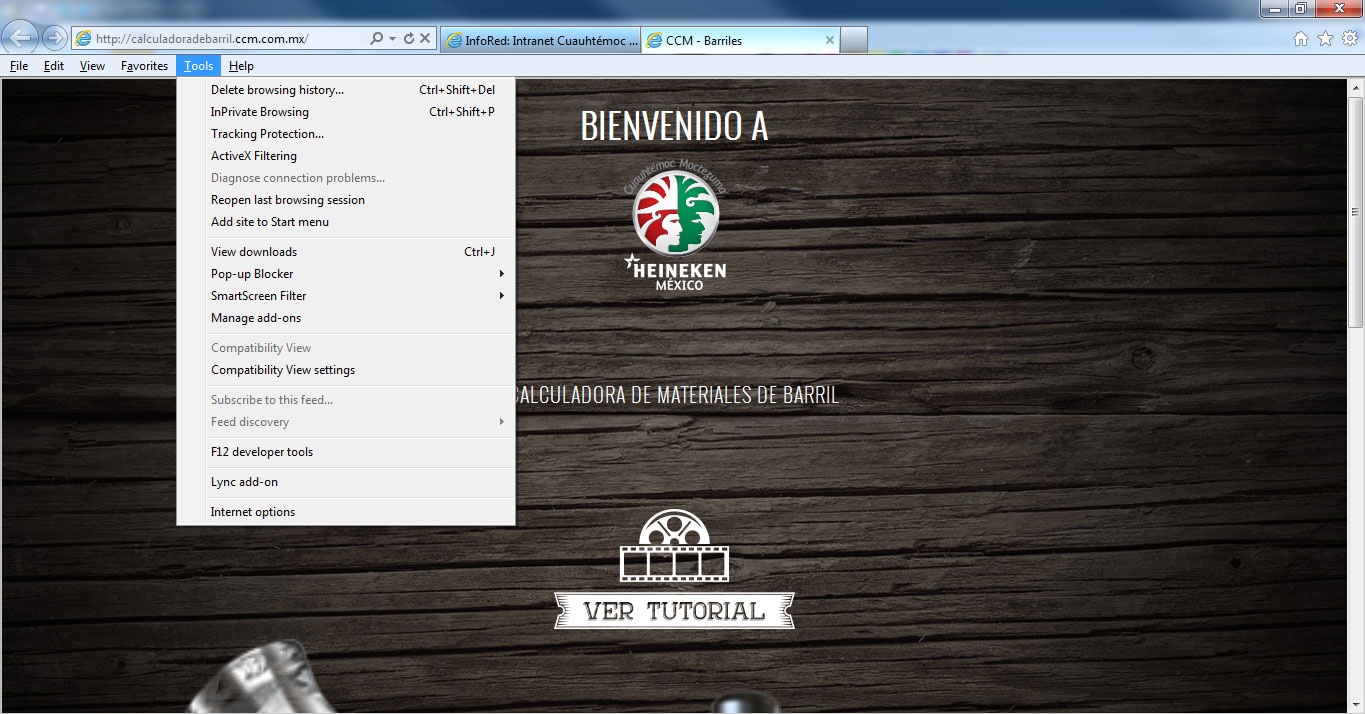 http://calculadoradebarril.ccm.com.mx/
InfoRed: Intranet Cuauhtémoc ...
CCM - Barriles
File Edit View Favorites Tools Help
Delete browsing history... Ctrl+Shift+Del
InPrivate Browsing Ctrl+Shift+P
Tracking Protection...
ActiveX Filtering
Diagnose connection problems...
Reopen last browsing session
Add site to Start menu
View downloads Ctrl+J
Pop-up Blocker
SmartScreen Filter
Manage add-ons
Compatibility View
Compatibility View settings
Subscribe to this feed...
Feed discovery
F12 developer tools
Lync add-on
Internet options
BIENVENIDO A
Cuauhtémoc Moctezuma
HEINEKEN
MÉXICO
CALCULADORA DE MATERIALES DE BARRIL
VER TUTORIAL